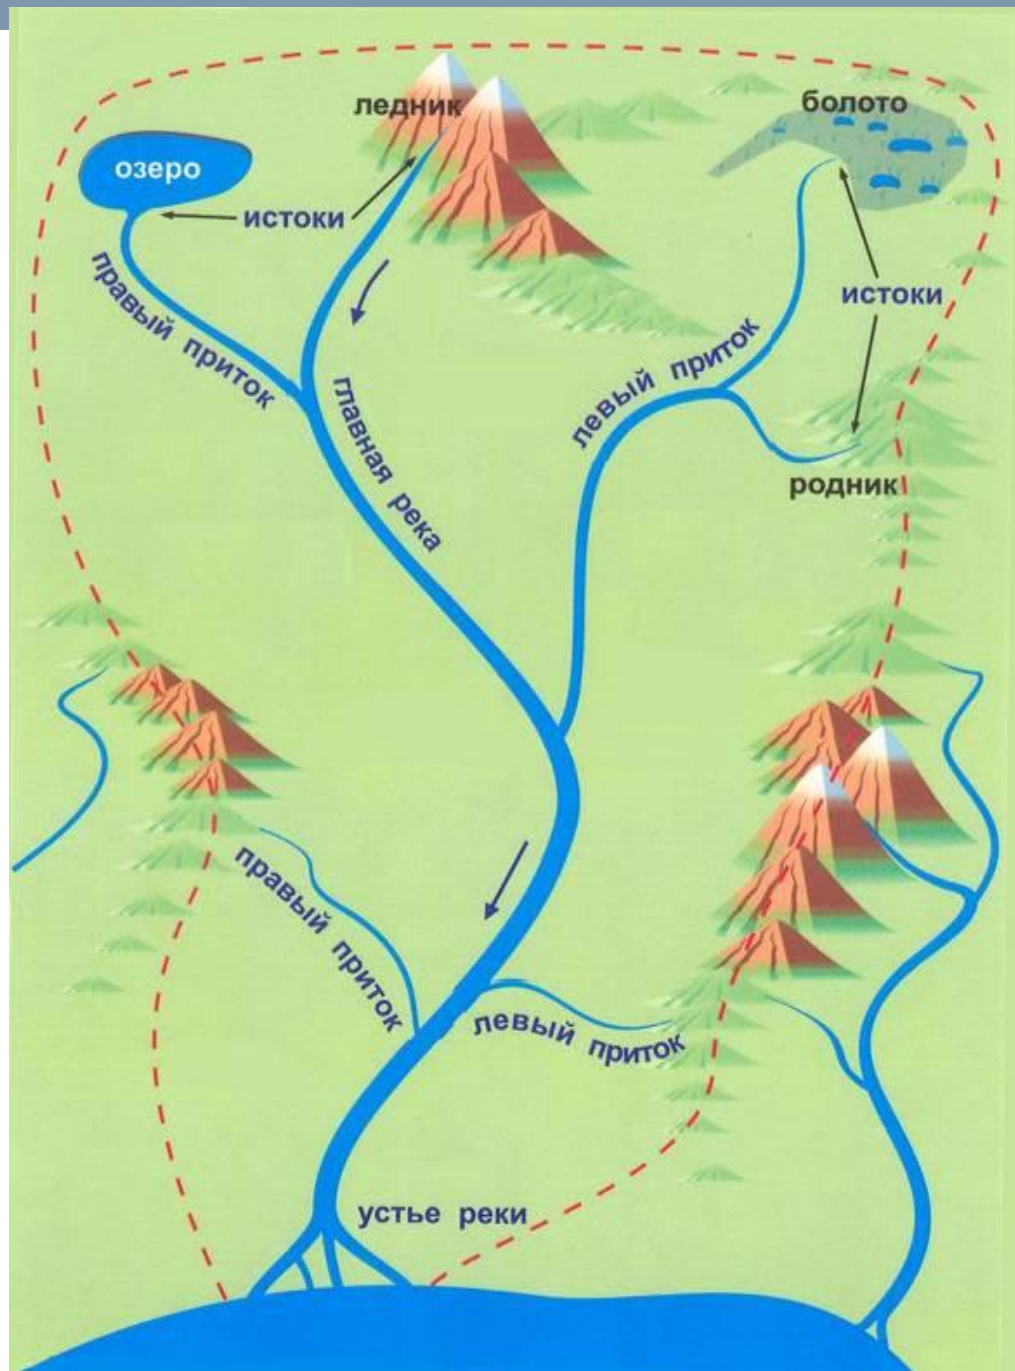 ледник
болото
озеро
истоки
правый приток
истоки
левый приток
главная река
родник
правый приток
левый приток
устье реки